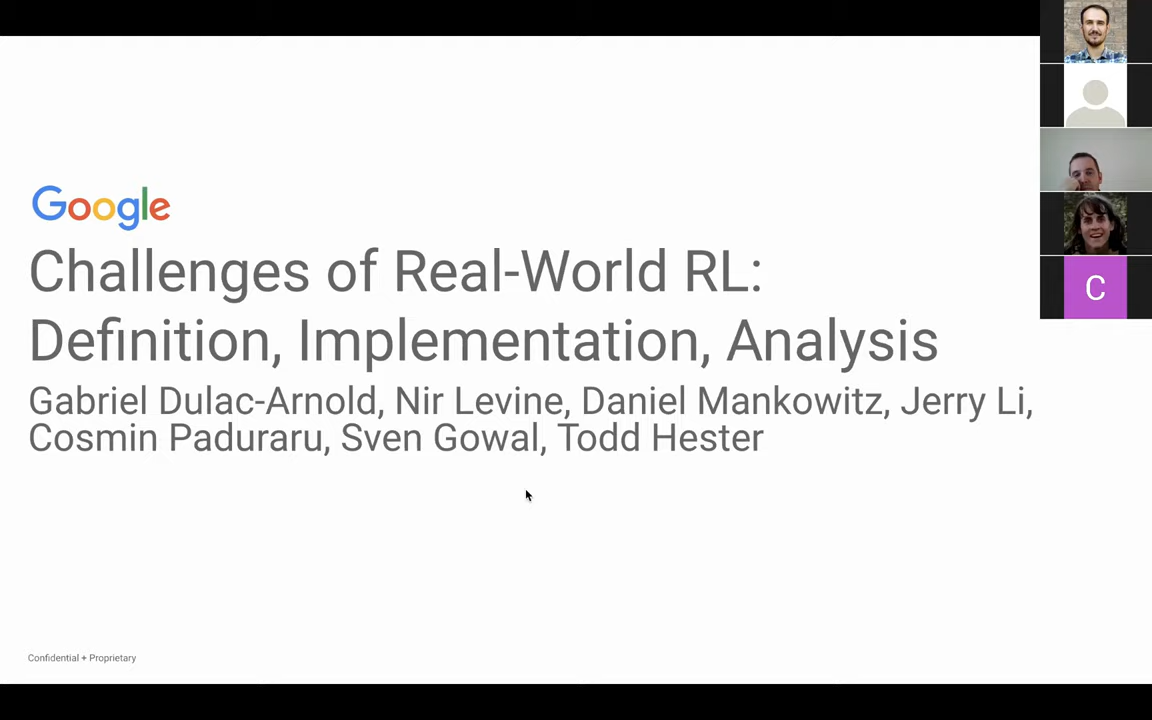 Google
Challenges of Real-World RL:
Definition, Implementation, Analysis
Gabriel Dulac-Arnold, Nir Levine, Daniel Mankowitz, Jerry Li,
Cosmin Paduraru, Sven Gowal, Todd Hester
Confidential + Proprietary
C